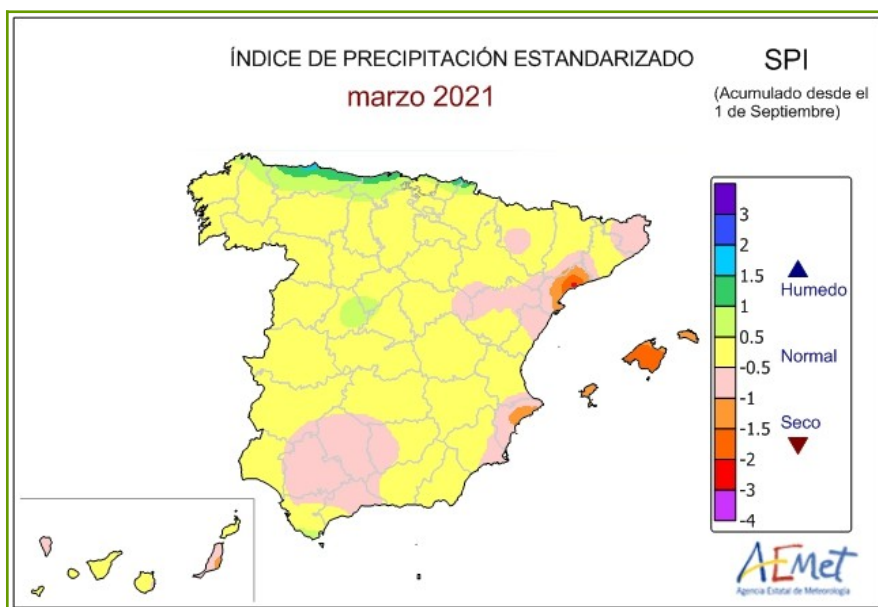 ÍNDICE DE PRECIPITACIÓN ESTANDARIZADO
marzo 2021
SPI
(Acumulado desde el
1 de Septiembre)
3
2
1.5
1
0.5
-0.5
-1
-1.5
-2
-3
-4
Humedo
Normal
Seco
AEmet
Agencia Estatal de Meteorología